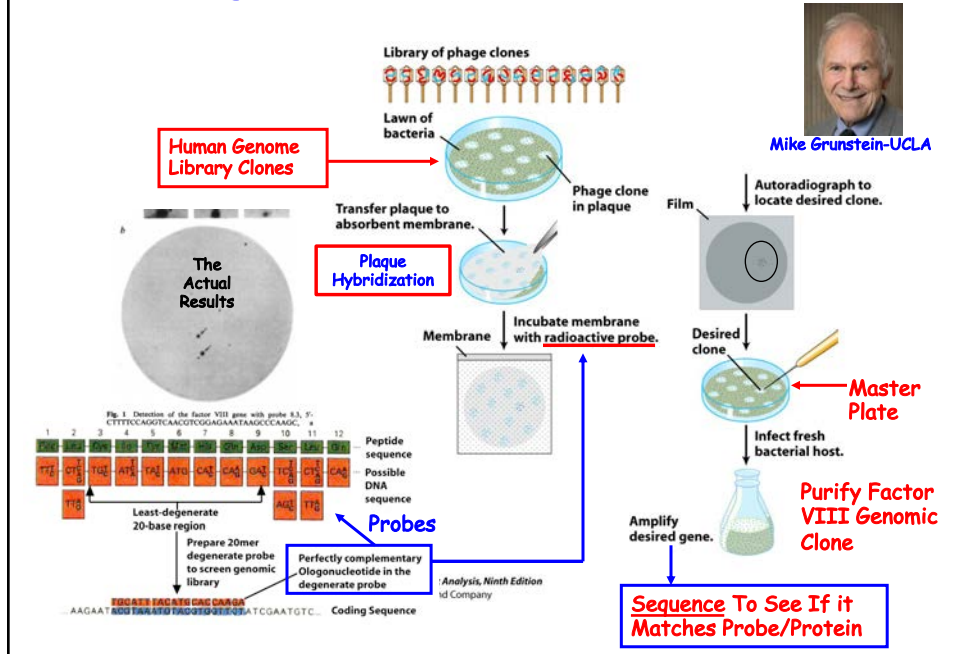 Library of phage clones
Lawn of
bacteria
Human Genome
Library Clones
Phage clone
in plaque
Mike Grunstein-UCLA
Transfer plaque to
absorbent membrane.
Plaque
Hybridization
Membrane
Incubate membrane
with radioactive probe.
Film
Autoradiograph to
locate desired clone.
Desired
clone
Master
Plate
Infect fresh
bacterial host.
Amplify
desired gene.
Purify Factor
VIII Genomic
Clone
Sequence To See If it
Matches Probe/Protein
b
The
Actual
Results
Fig. 1 Detection of the factor VIII gene with probe 8.3, 5'-
CTTTTCCAGGTCAACGTCGGAGAAATAAGCCCAAGC, a
1 2 3 4 5 6 7 8 9 10 11 12
Peptide
sequence
Possible
DNA
sequence
Least-degenerate
20-base region
Probes
Prepare 20mer
degenerate probe
to screen genomic
library
Perfectly complementary
Ologonucleotide in the
degenerate probe
Analysis, Ninth Edition
nd Company
TGCATTACATGCACCAAGA
Coding Sequence